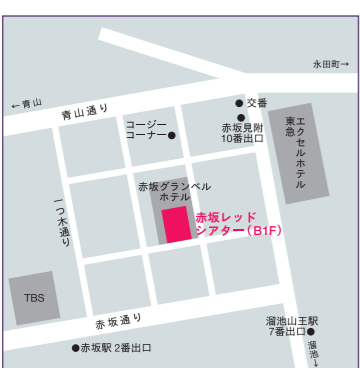 永田町→
←青山
青山通り
交番
コージー
コーナー
赤坂見附
10番出口
エクセルホテル
東急
赤坂グランベル
ホテル
一つ木通り
赤坂レッド
シアター(B1F)
TBS
赤坂通り
溜池山王駅
7番出口
赤坂駅 2番出口
溜池→